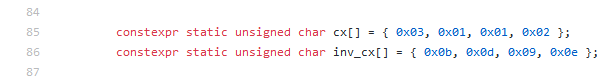 84
85 constexpr static unsigned char cx[] = { 0x03, 0x01, 0x01, 0x02 };
86 constexpr static unsigned char inv_cx[] = { 0x0b, 0x0d, 0x09, 0x0e };
87